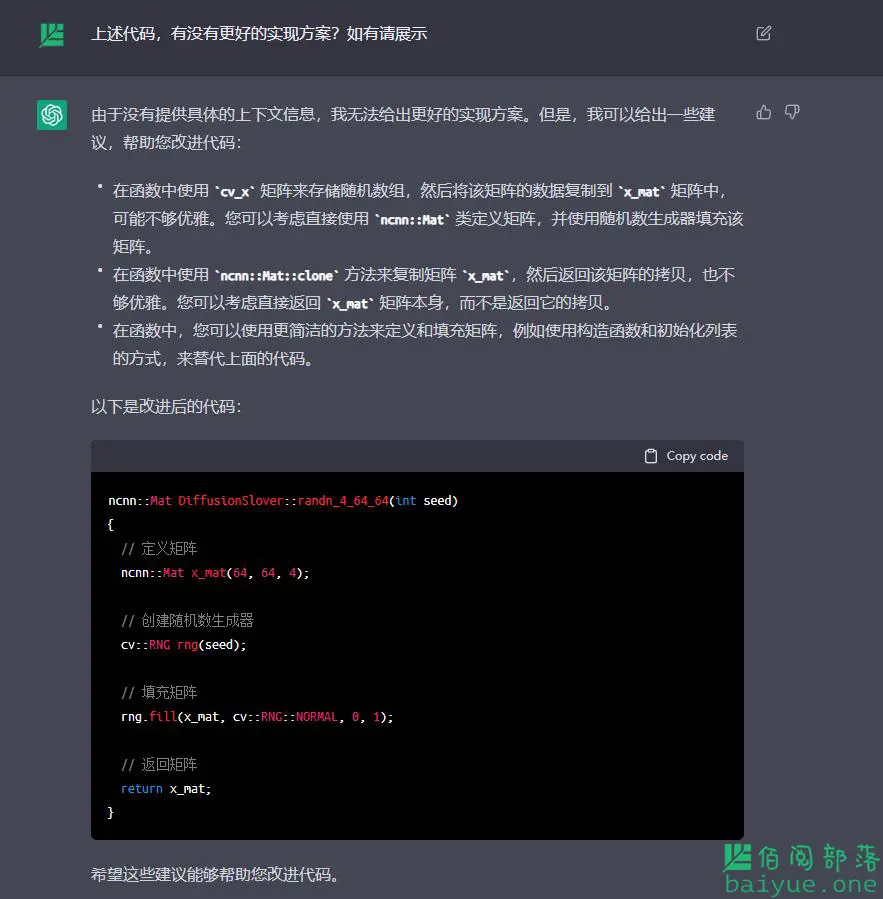 上述代码，有没有更好的实现方案？如有请展示
由于没有提供具体的上下文信息，我无法给出更好的实现方案。但是，我可以给出一些建
议，帮助您改进代码：
• 在函数中使用 `cv_x` 矩阵来存储随机数组，然后将该矩阵的数据复制到 `x_mat` 矩阵中，
可能不够优雅。您可以考虑直接使用 `ncnn::Mat` 类定义矩阵，并使用随机数生成器填充该
矩阵。
• 在函数中使用 `ncnn::Mat::clone` 方法来复制矩阵 `x_mat`，然后返回该矩阵的拷贝，也不
够优雅。您可以考虑直接返回 `x_mat` 矩阵本身，而不是返回它的拷贝。
• 在函数中，您可以使用更简洁的方法来定义和填充矩阵，例如使用构造函数和初始化列表
的方式，来替代上面的代码。
以下是改进后的代码：
Copy code
ncnn::Mat DiffusionSlover::randn_4_64_64(int seed)
{
// 定义矩阵
ncnn::Mat x_mat(64, 64, 4);
// 创建随机数生成器
cv::RNG rng(seed);
// 填充矩阵
rng.fill(x_mat, cv::RNG::NORMAL, 0, 1);
// 返回矩阵
return x_mat;
}
希望这些建议能够帮助您改进代码。
佰阅部落
baiyue.one